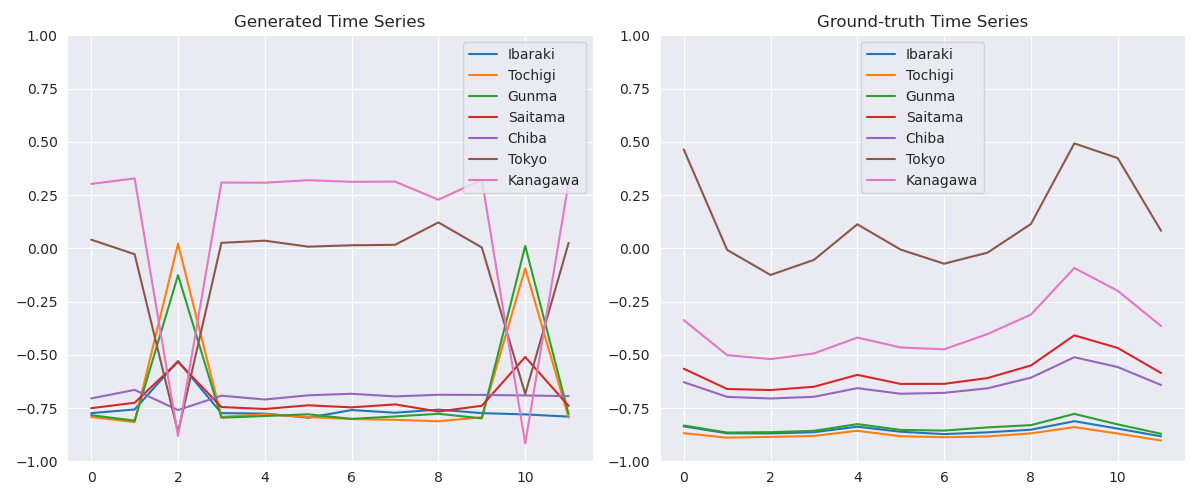 Generated Time Series
1.00
0.75
0.50
0.25
0.00
−0.25
−0.50
−0.75
−1.00
0 2 4 6 8 10
Ibaraki
Tochigi
Gunma
Saitama
Chiba
Tokyo
Kanagawa
Ground-truth Time Series
1.00
0.75
0.50
0.25
0.00
−0.25
−0.50
−0.75
−1.00
0 2 4 6 8 10
Ibaraki
Tochigi
Gunma
Saitama
Chiba
Tokyo
Kanagawa